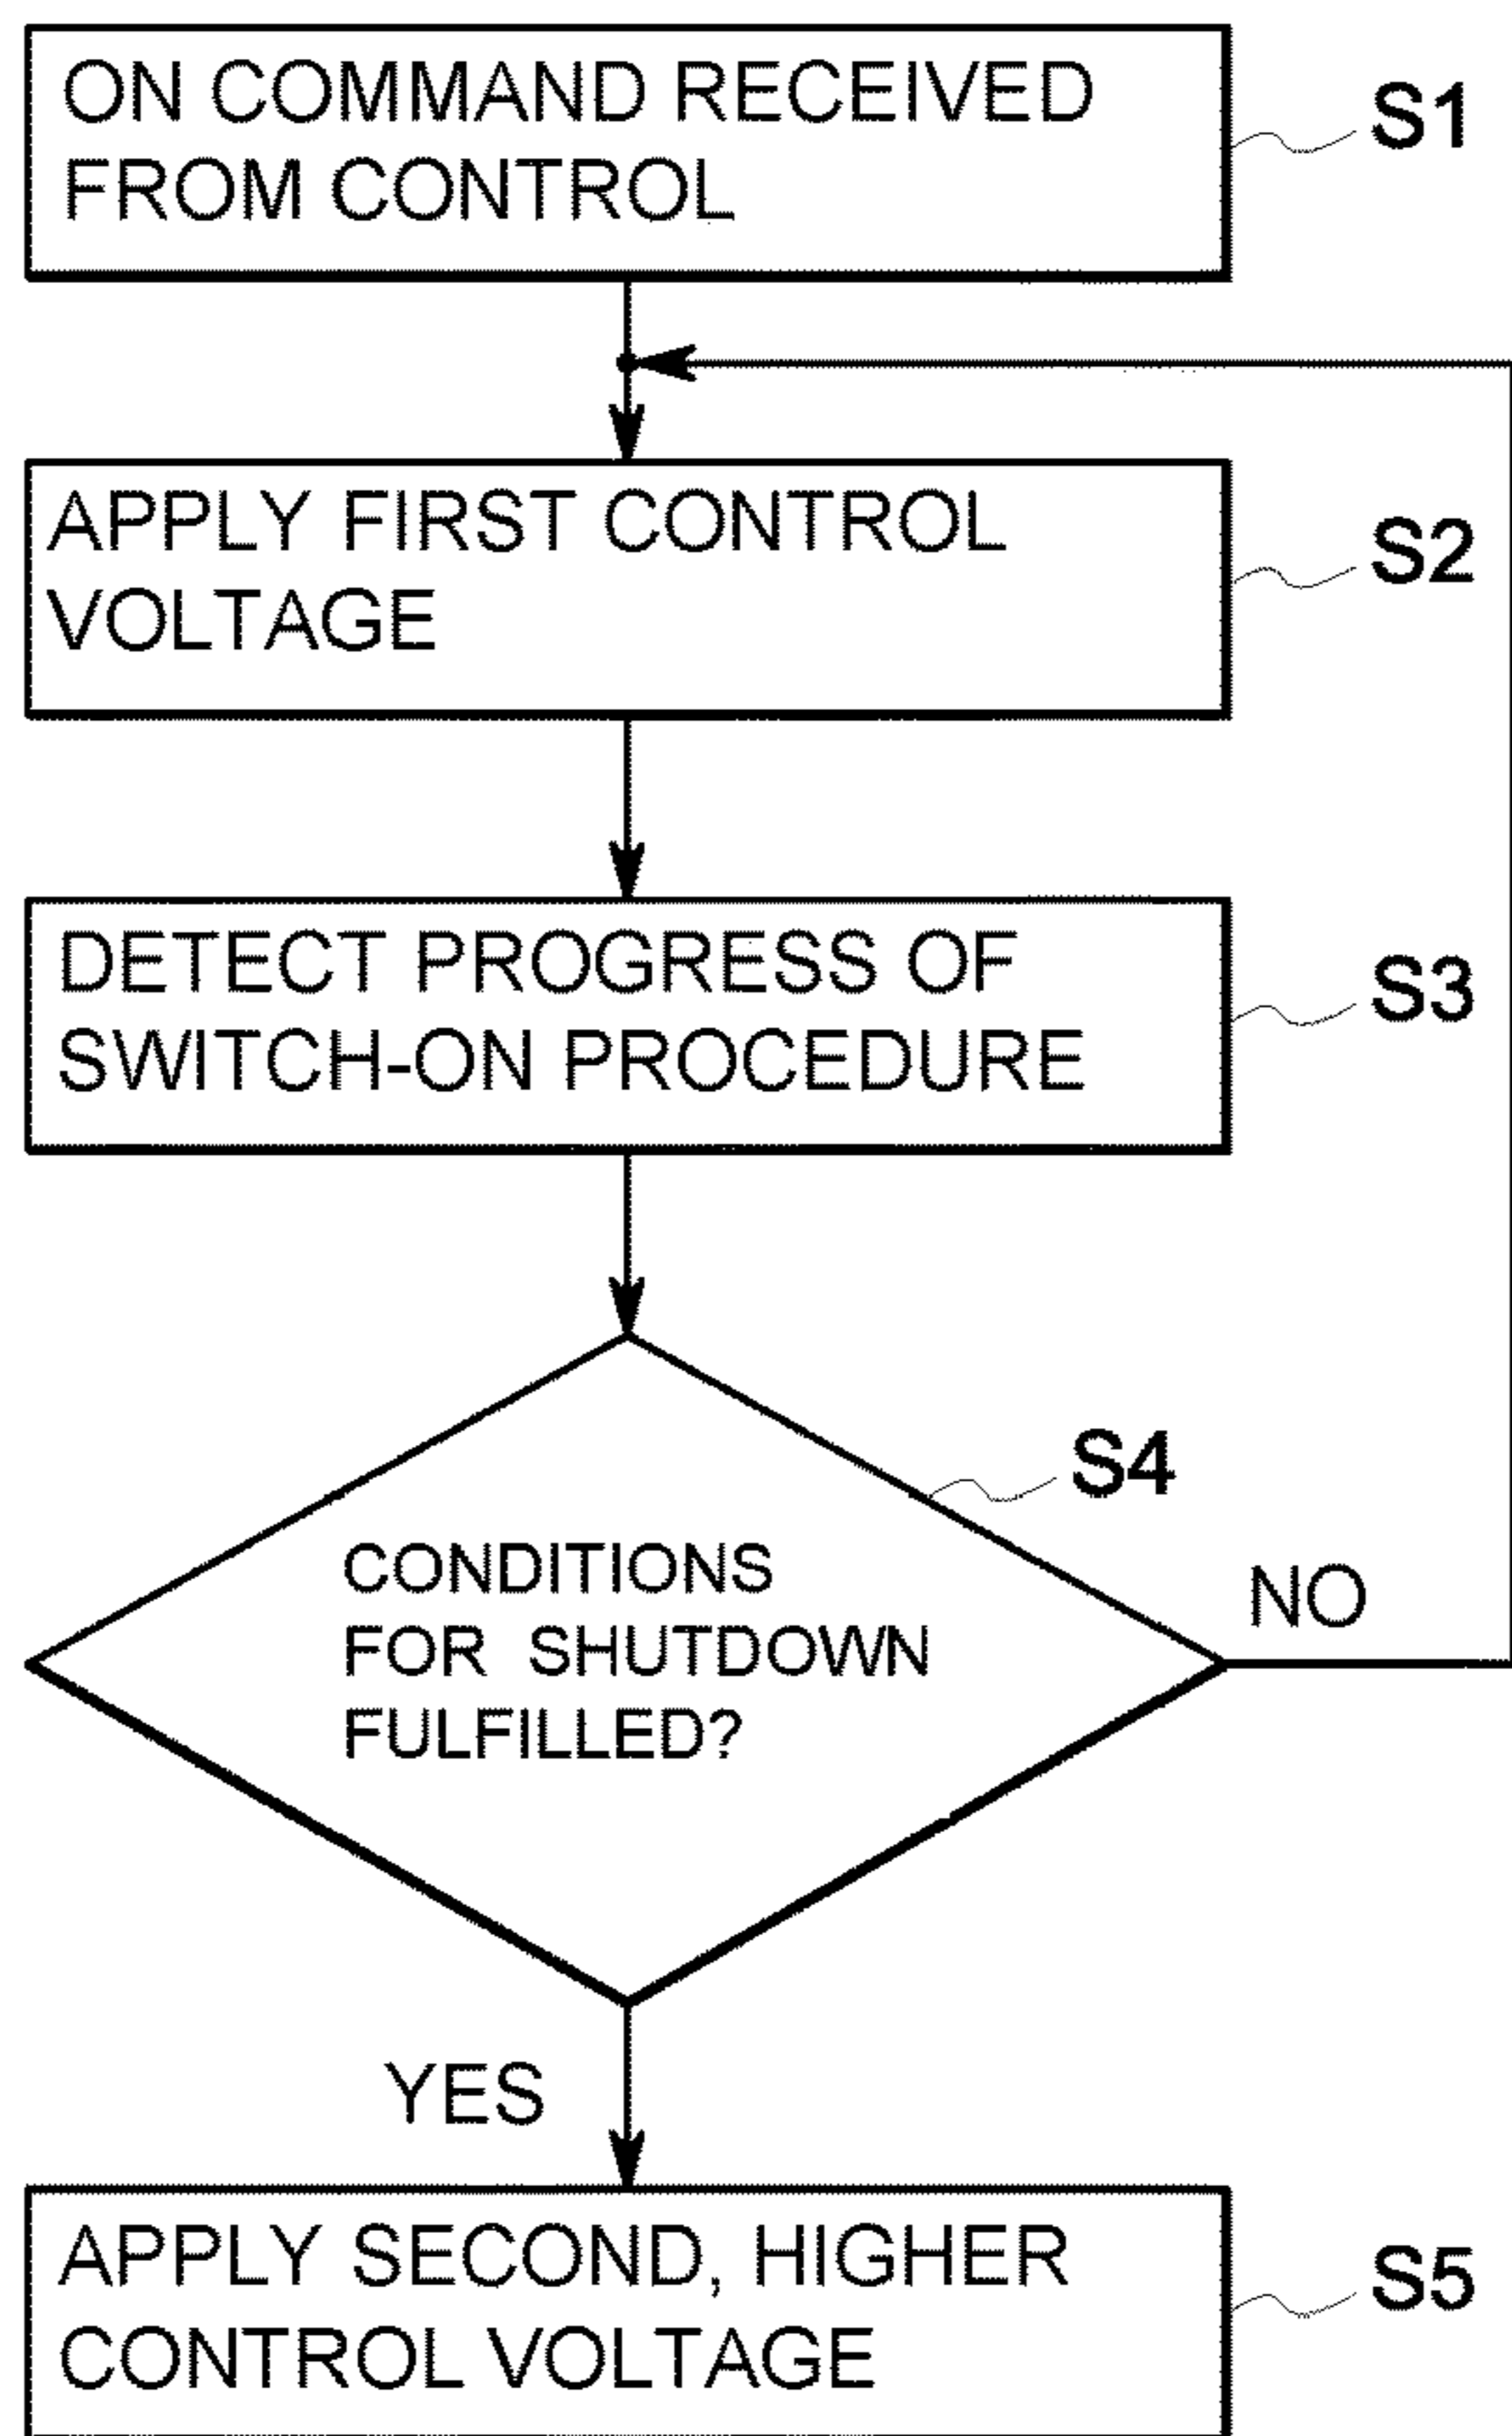 ON COMMAND RECEIVED
FROM CONTROL
S1
APPLY FIRST CONTROL
VOLTAGE
S2
DETECT PROGRESS OF
SWITCH-ON PROCEDURE
S3
S4
CONDITIONS
FOR SHUTDOWN
FULFILLED?
NO
YES
APPLY SECOND, HIGHER
CONTROL VOLTAGE
S5